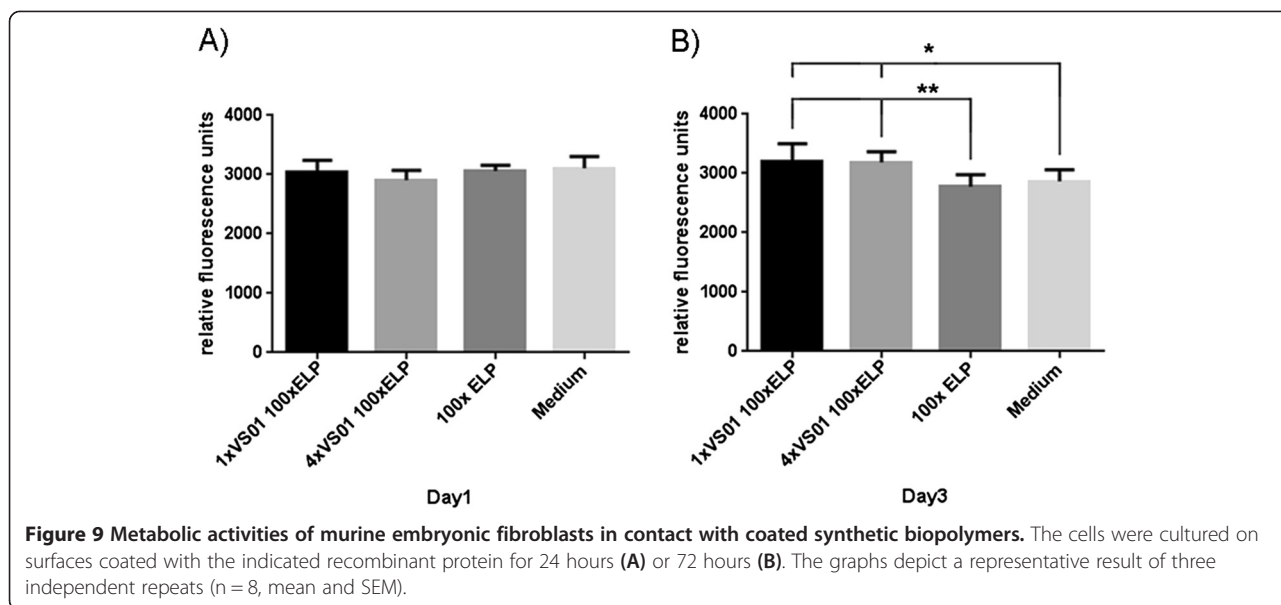 A)
relative fluorescence units
4000
3000
2000
1000
0
1xVS01 100xELP
4xVS01 100xELP
100x ELP
Medium
Day1
B)
*
**
relative fluorescence units
4000
3000
2000
1000
0
1xVS01 100xELP
4xVS01 100xELP
100x ELP
Medium
Day3
Figure 9 Metabolic activities of murine embryonic fibroblasts in contact with coated synthetic biopolymers. The cells were cultured on
surfaces coated with the indicated recombinant protein for 24 hours (A) or 72 hours (B). The graphs depict a representative result of three
independent repeats (n = 8, mean and SEM).